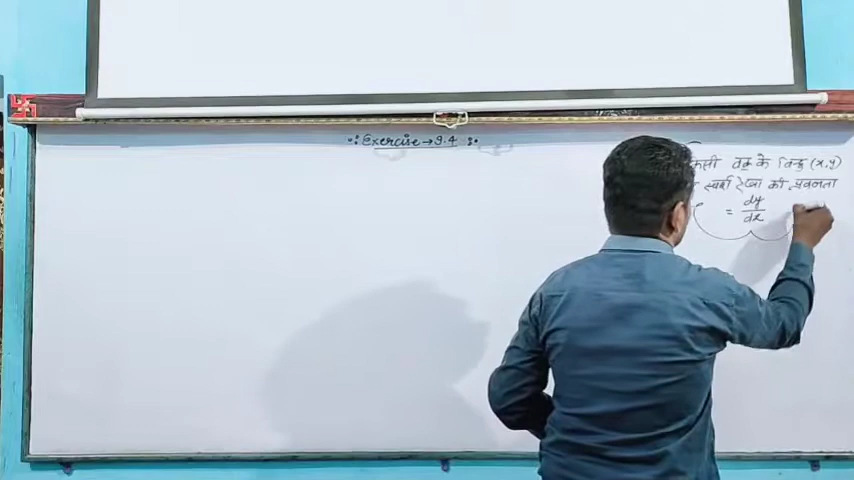 :• Exercise → 9.4 :•
किसी वक्र के बिन्दु (x,y)
स्पर्श रेखा की प्रवणता
= dy/dx